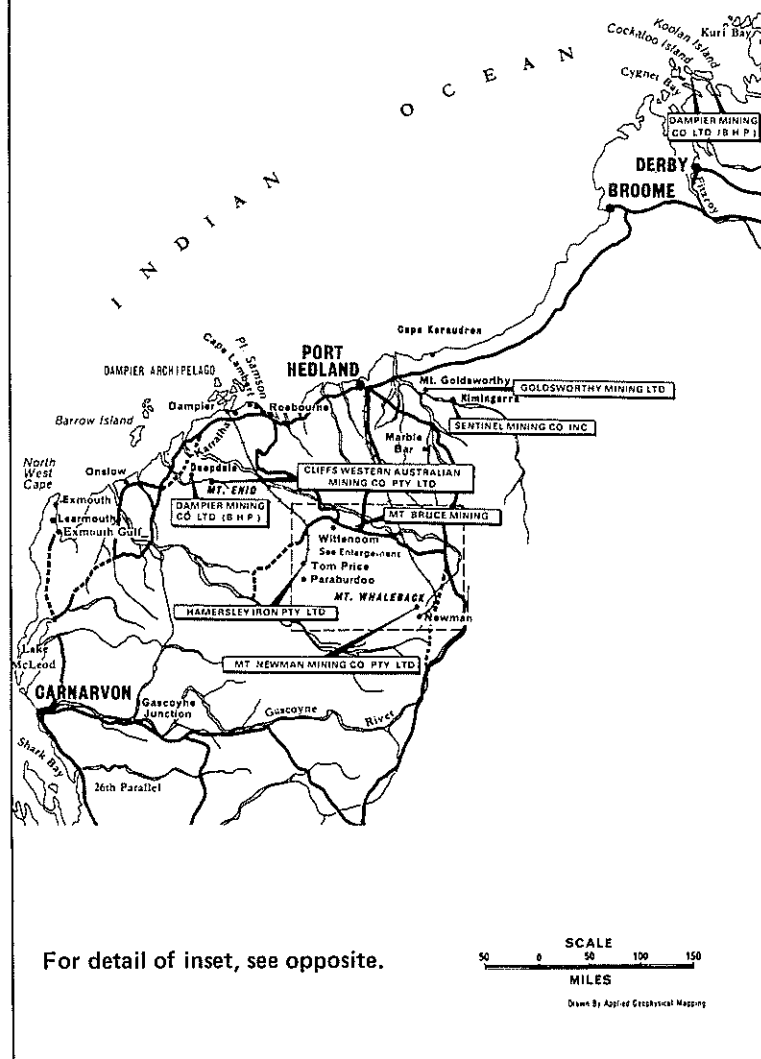 Kuri Bay
Koolan Island
Cockaloo Island
Cygnet Bay
INDIAN OCEAN
DAMPIER MINING
CO LTD (BHP)
DERBY
BROOME
Fitzroy
Cape Keraudren
PORT
HEDLAND
Pt. Samson
Cape Lambert
DAMPIER ARCHIPELAGO
Mt. Goldsworthy
GOLDSWORTHY MINING LTD
Nimingarra
SENTINEL MINING CO INC
Barrow Island
Dampier
Roebourne
Karratha
Marble
Bar
North
West
Cape
Onslow
Deepdale
MT. ENID
CLIFFS WESTERN AUSTRALIAN
MINING CO PTY LTD
Exmouth
Learmouth
Exmouth Gulf
DAMPIER MINING
CO LTD (BHP)
MT BRUCE MINING
Wittenoom
See Enlargement
Tom Price
Paraburdoo
MT. WHALEBACK
HAMERSLEY IRON PTY LTD
Newman
Lake
McLeod
MT NEWMAN MINING CO PTY LTD
CARNARVON
Gascoyne
Junction
Gascoyne River
Shark Bay
26th Parallel
For detail of inset, see opposite.
SCALE
50 0 50 100 150
MILES
Drawn By Applied Geophysical Mapping